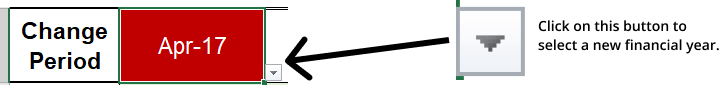 Change
Period
Apr-17
Click on this button to
select a new financial year.